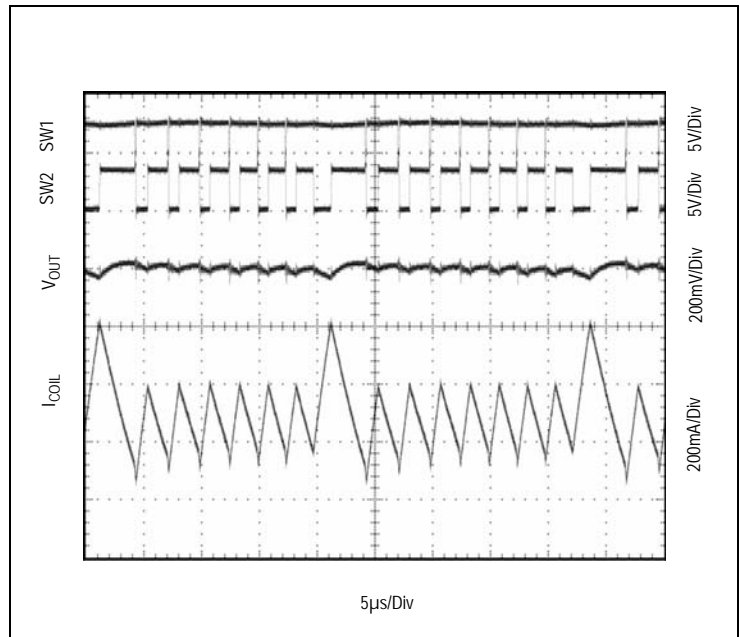 SW1
SW2
VOUT
ICOIL
5V/Div
5V/Div
200mV/Div
200mA/Div
5µs/Div